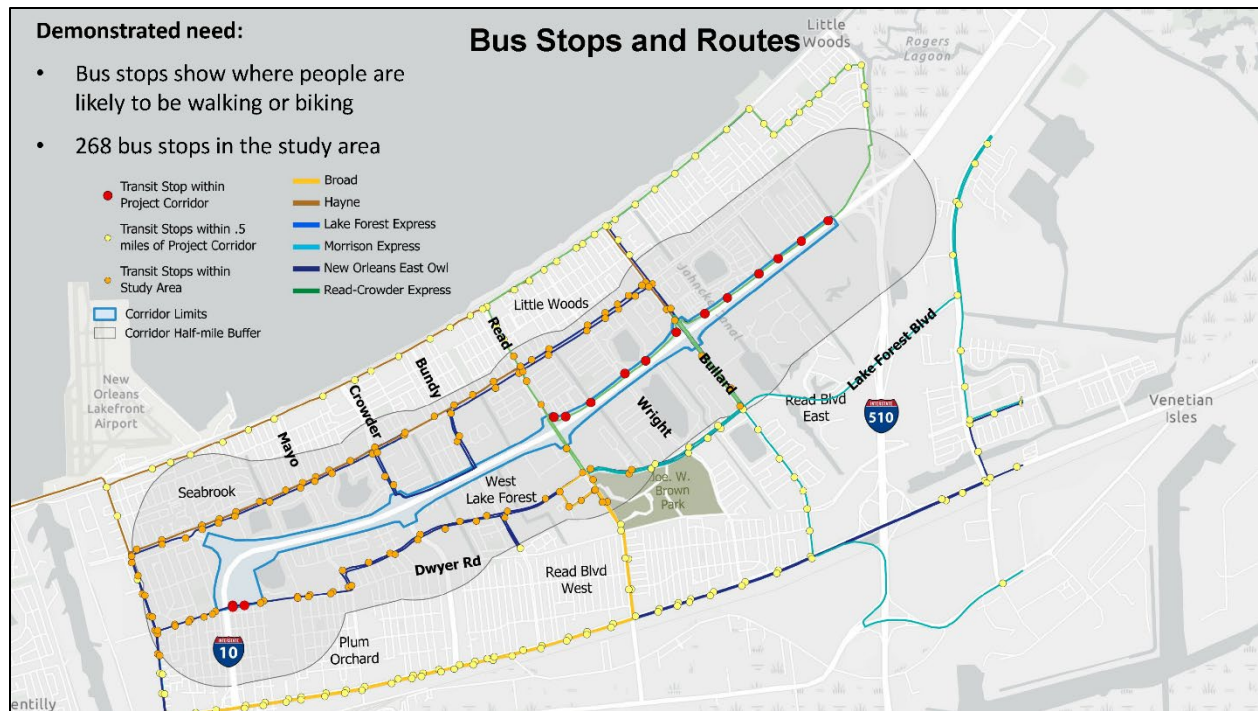 Demonstrated need:
Bus Stops and Routes
• Bus stops show where people are
likely to be walking or biking
• 268 bus stops in the study area
Transit Stop within
Project Corridor
Transit Stops within .5
miles of Project Corridor
Transit Stops within
Study Area
Corridor Limits
Corridor Half-mile Buffer
Broad
Hayne
Lake Forest Express
Morrison Express
New Orleans East Owl
Read-Crowder Express
Little
Woods
Rogers
Lagoon
New
Orleans
Lakefront
Airport
Little Woods
Read
Bundy
Crowder
Mayo
Seabrook
Jahncke Canal
Bullard
Wright
Lake Forest Blvd
Read Blvd
East
INTERSTATE
510
Venetian
Isles
West
Lake Forest
Joe. W.
Brown
Park
Dwyer Rd
Read Blvd
West
INTERSTATE
10
Plum
Orchard
entilly